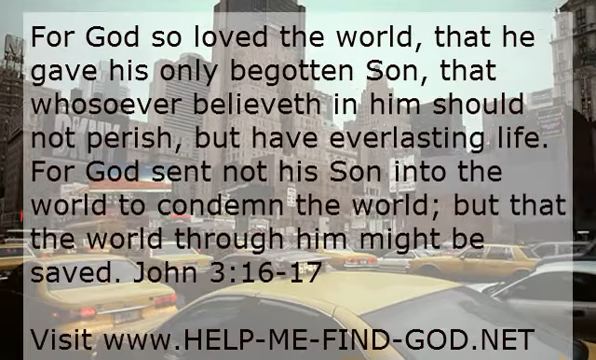 For God so loved the world, that he
gave his only begotten Son, that
whosoever believeth in him should
not perish, but have everlasting life.
For God sent not his Son into the
world to condemn the world; but that
the world through him might be
saved. John 3:16-17
Visit www.HELP-ME-FIND-GOD.NET